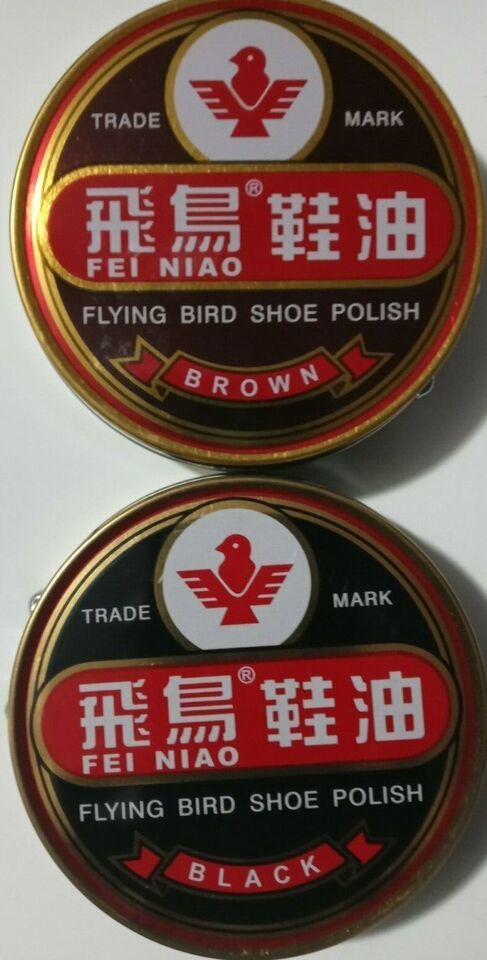 TRADE MARK
飛鳥® 鞋油
FEI NIAO
FLYING BIRD SHOE POLISH
BROWN
TRADE MARK
飛鳥® 鞋油
FEI NIAO
FLYING BIRD SHOE POLISH
BLACK